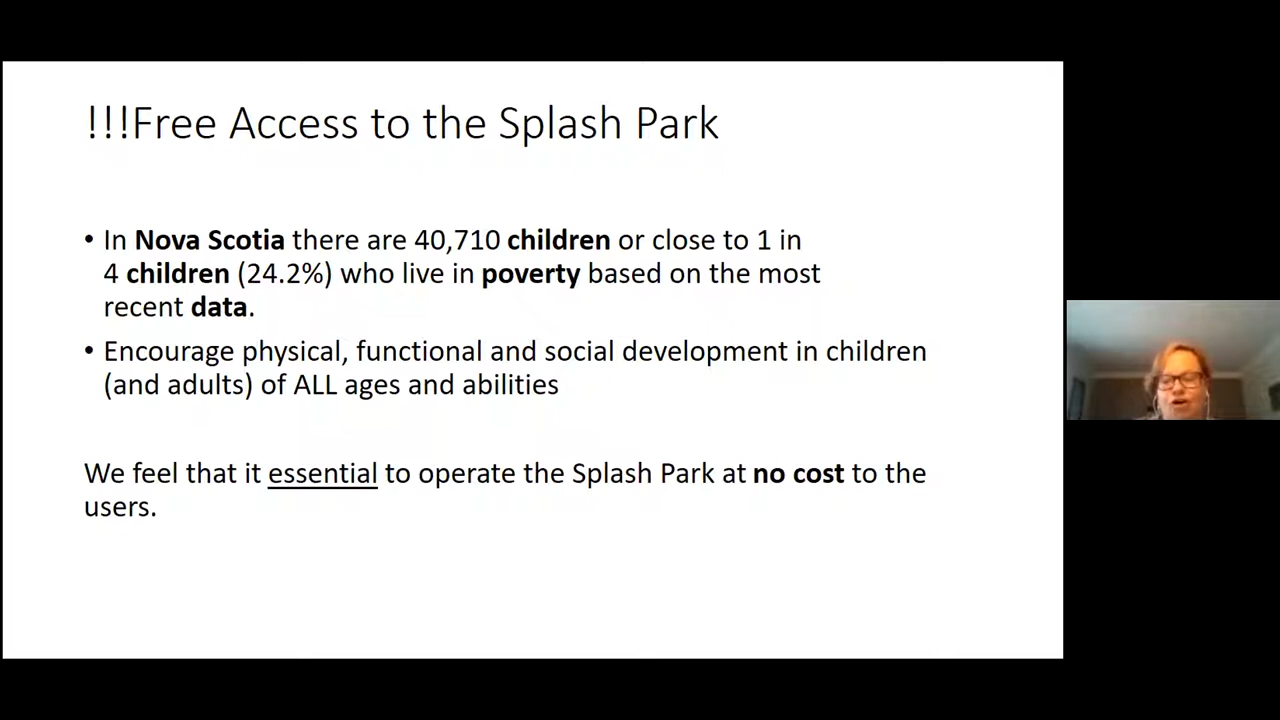 !!!Free Access to the Splash Park
• In Nova Scotia there are 40,710 children or close to 1 in
4 children (24.2%) who live in poverty based on the most
recent data.
• Encourage physical, functional and social development in children
(and adults) of ALL ages and abilities
We feel that it essential to operate the Splash Park at no cost to the
users.